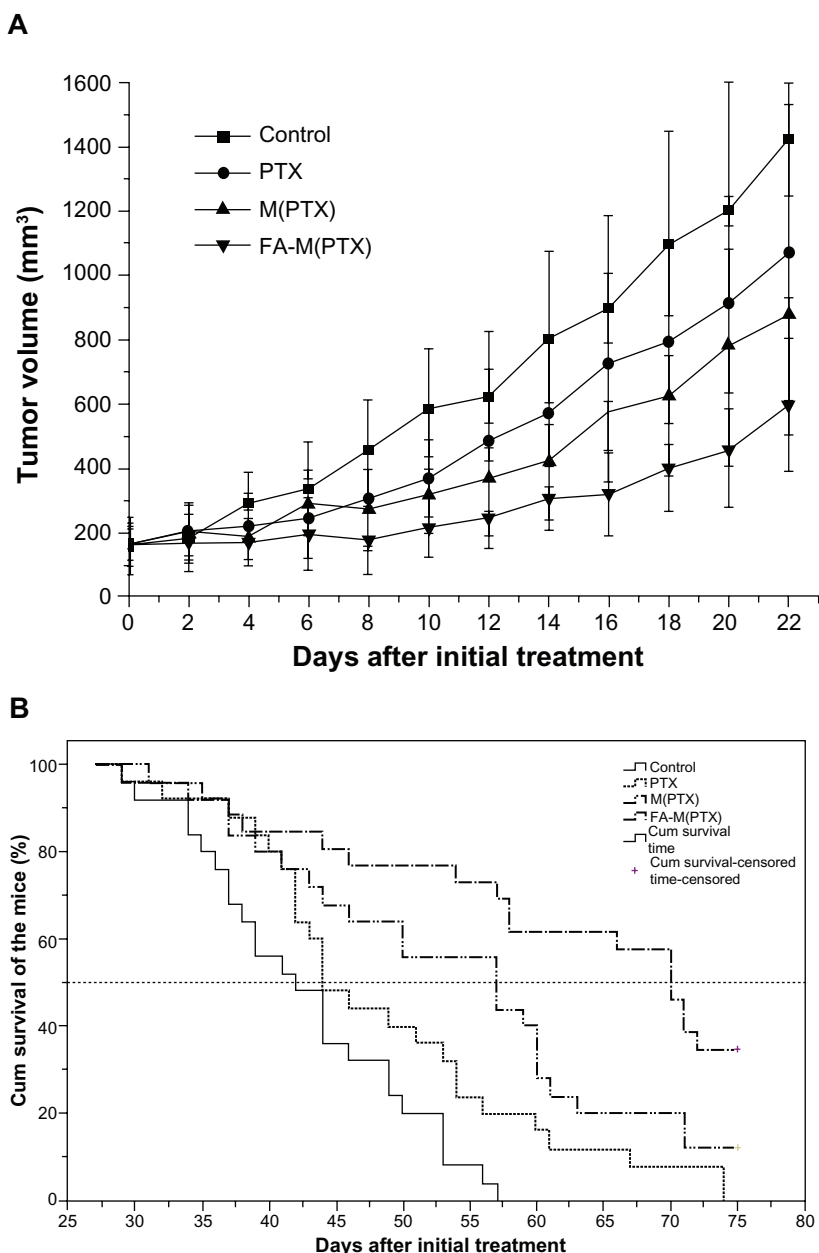 A
1600
1400
1200
1000
800
600
400
200
0
Tumor volume (mm³)
Control
PTX
M(PTX)
FA-M(PTX)
0 2 4 6 8 10 12 14 16 18 20 22
Days after initial treatment
B
100
80
60
40
20
0
Cum survival of the mice (%)
Control
PTX
M(PTX)
FA-M(PTX)
Cum survival
time
Cum survival-censored
time-censored
25 30 35 40 45 50 55 60 65 70 75 80
Days after initial treatment